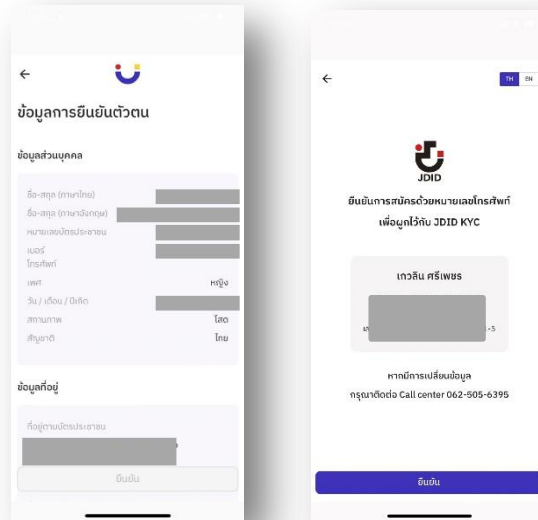 ข้อมูลการยืนยันตัวตน
ข้อมูลส่วนบุคคล
ชื่อ-สกุล (ภาษาไทย)
ชื่อ-สกุล (ภาษาอังกฤษ)
หมายเลขบัตรประชาชน
เบอร์
โทรศัพท์
เพศ หญิง
วัน / เดือน / ปีเกิด
สถานภาพ โสด
สัญชาติ ไทย
ข้อมูลที่อยู่
ที่อยู่ตามบัตรประชาชน
ยืนยัน
TH EN
JDID
ยืนยันการสมัครด้วยหมายเลขโทรศัพท์
เพื่อผูกไว้กับ JDID KYC
เกวลิน ศรีเพชร
หากมีการเปลี่ยนข้อมูล
กรุณาติดต่อ Call center 062-505-6395
ยืนยัน